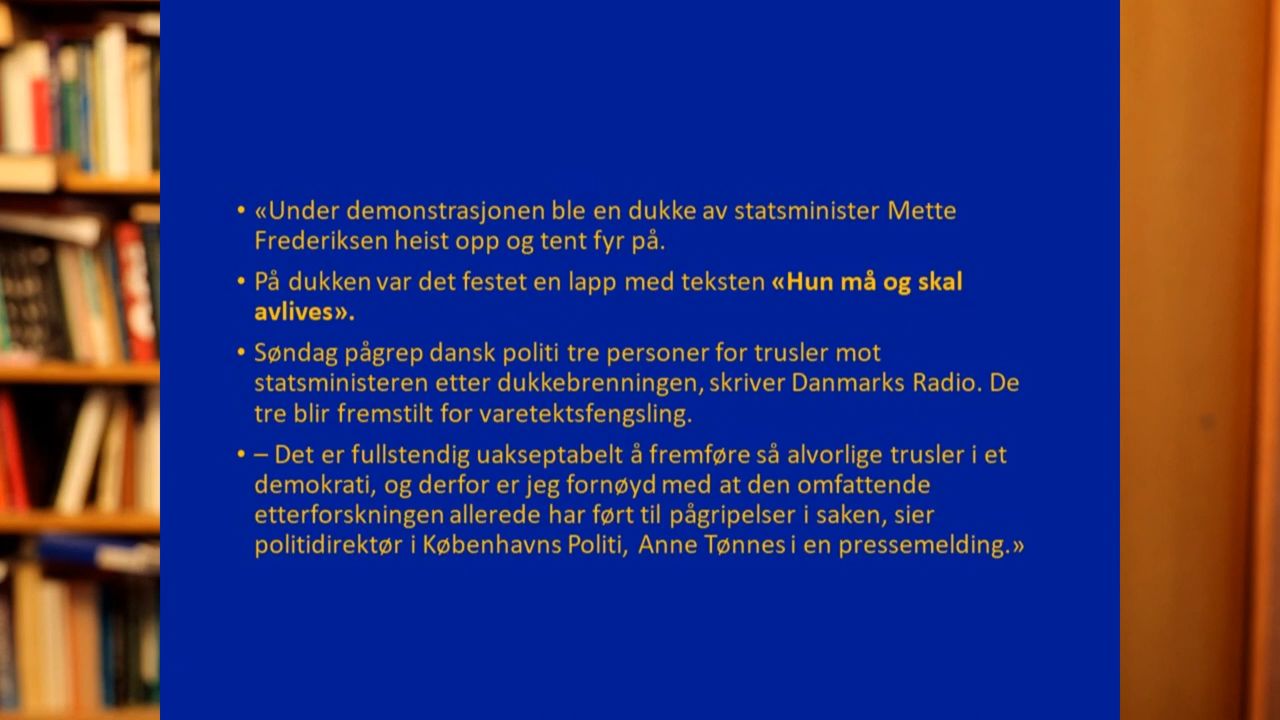 • «Under demonstrasjonen ble en dukke av statsminister Mette
Frederiksen heist opp og tent fyr på.
• På dukken var det festet en lapp med teksten «Hun må og skal
avlives».
• Søndag pågrep dansk politi tre personer for trusler mot
statsministeren etter dukkebrenningen, skriver Danmarks Radio. De
tre blir fremstilt for varetektsfengsling.
• – Det er fullstendig uakseptabelt å fremføre så alvorlige trusler i et
demokrati, og derfor er jeg fornøyd med at den omfattende
etterforskningen allerede har ført til pågripelser i saken, sier
politidirektør i Københavns Politi, Anne Tønnes i en pressemelding.»